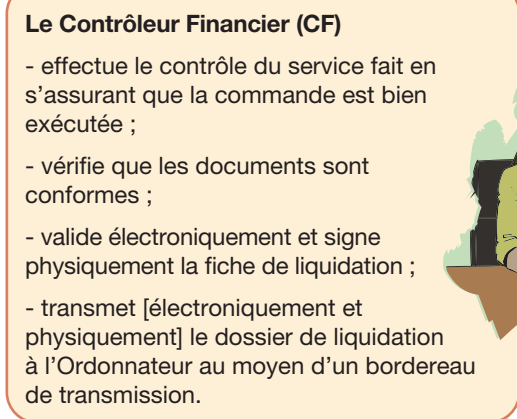 Le Contrôleur Financier (CF)
- effectue le contrôle du service fait en
s’assurant que la commande est bien
exécutée ;
- vérifie que les documents sont
conformes ;
- valide électroniquement et signe
physiquement la fiche de liquidation ;
- transmet [électroniquement et
physiquement] le dossier de liquidation
à l’Ordonnateur au moyen d’un bordereau
de transmission.